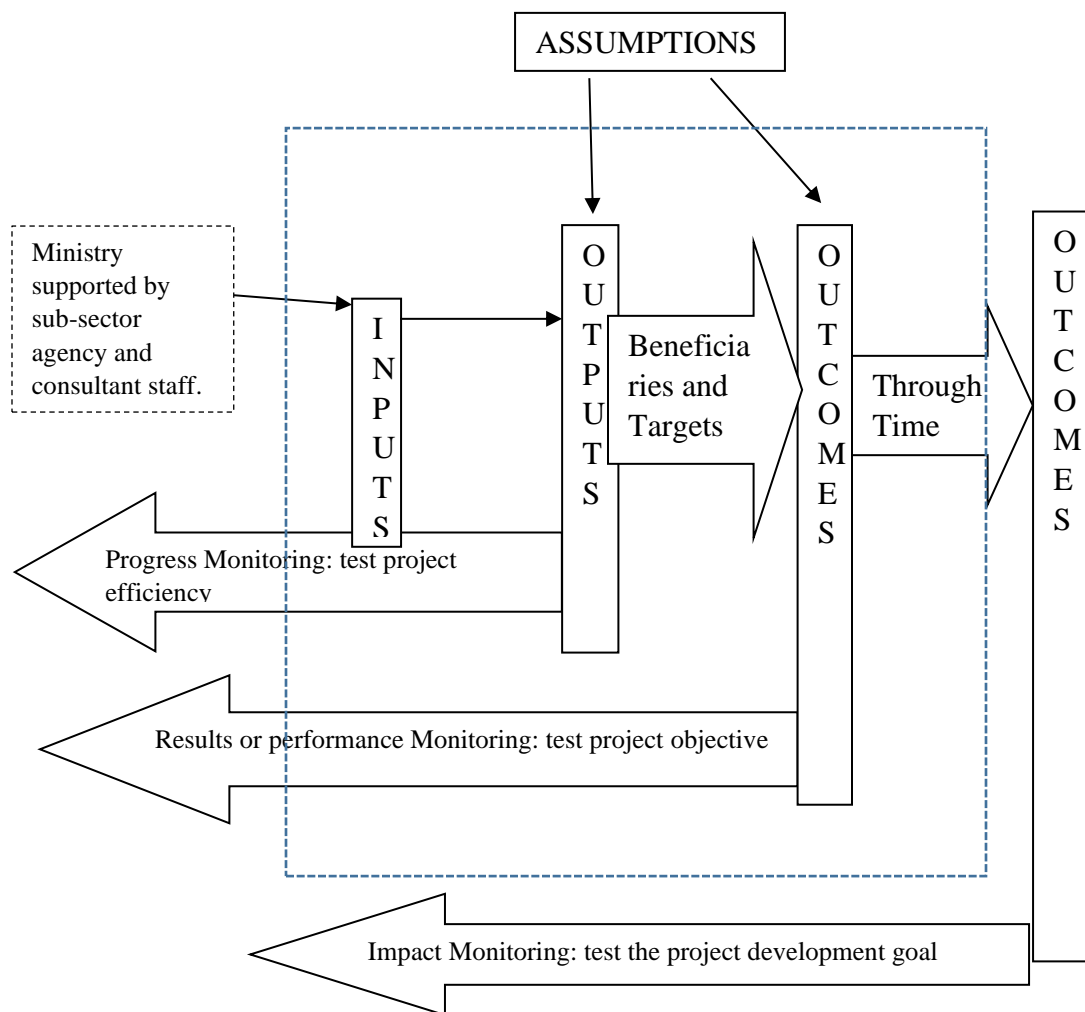 ASSUMPTIONS
Ministry
supported by
sub-sector
agency and
consultant staff.
INPUTS
OUTPUTS
Beneficia
ries and
Targets
OUTCOMES
Through
Time
OUTCOMES
Progress Monitoring: test project
efficiency
Results or performance Monitoring: test project objective
Impact Monitoring: test the project development goal